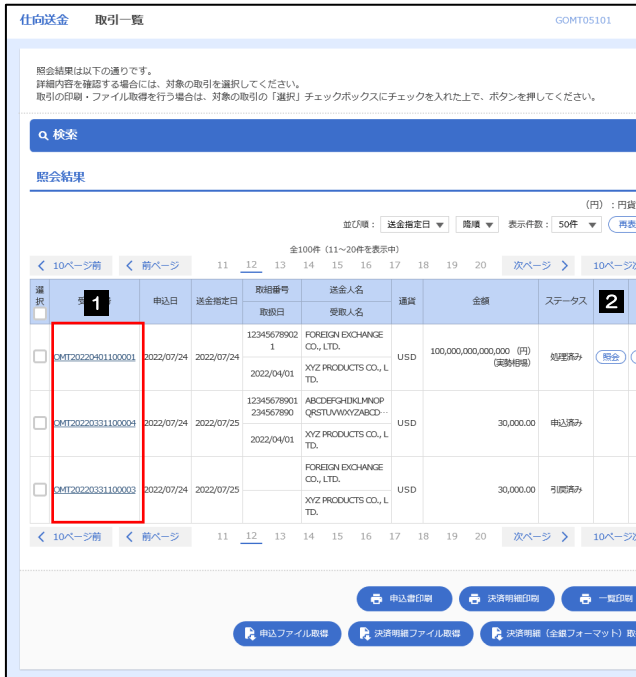 仕向送金 取引一覧 GOMT05101
照会結果は以下の通りです。
詳細内容を確認する場合には、対象の取引を選択してください。
取引の印刷・ファイル取得を行う場合は、対象の取引の「選択」チェックボックスにチェックを入れた上で、ボタンを押してください。
検索
照会結果
(円)：円貨
並び順： 送金指定日 ▼ 降順 ▼ 表示件数： 50件 ▼ 再表
全100件（11～20件を表示中）
10ページ前 前ページ 11 12 13 14 15 16 17 18 19 20 次ページ 10ページ次
選択 1 申込日 送金指定日 取組番号 送金人名 通貨 金額 ステータス 2
取扱日 受取人名
OMT20220401100001 2022/07/24 2022/07/24 123456789021 FOREIGN EXCHANGE CO., LTD. USD 100,000,000,000,000 (円) (実勢相場) 処理済み 照会
2022/04/01 XYZ PRODUCTS CO., LTD.
OMT20220331100004 2022/07/24 2022/07/25 12345678901234567890 ABCDEFGHIJKLMNOPQRSTUVWXYZABCD… USD 30,000.00 申込済み
2022/04/01 XYZ PRODUCTS CO., LTD.
OMT20220331100003 2022/07/24 2022/07/25 FOREIGN EXCHANGE CO., LTD. USD 30,000.00 引戻済み
XYZ PRODUCTS CO., LTD.
10ページ前 前ページ 11 12 13 14 15 16 17 18 19 20 次ページ 10ページ次
申込書印刷 決済明細印刷 一覧印刷
申込ファイル取得 決済明細ファイル取得 決済明細（全銀フォーマット）取